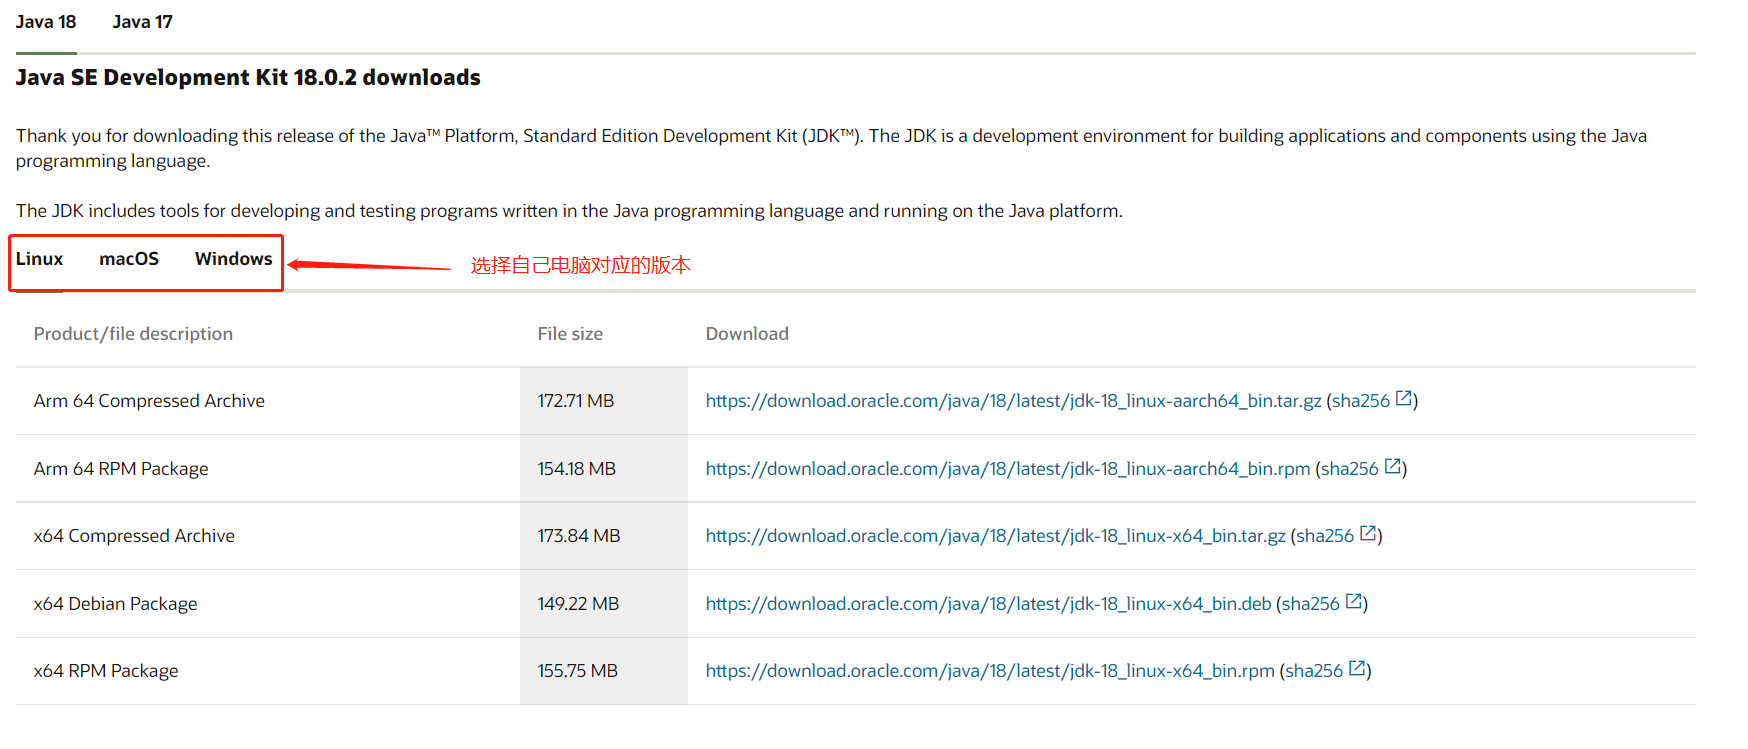 Java 18 Java 17
Java SE Development Kit 18.0.2 downloads
Thank you for downloading this release of the Java™ Platform, Standard Edition Development Kit (JDK™). The JDK is a development environment for building applications and components using the Java
programming language.
The JDK includes tools for developing and testing programs written in the Java programming language and running on the Java platform.
Linux macOS Windows 选择自己电脑对应的版本
Product/file description File size Download
Arm 64 Compressed Archive 172.71 MB https://download.oracle.com/java/18/latest/jdk-18_linux-aarch64_bin.tar.gz (sha256)
Arm 64 RPM Package 154.18 MB https://download.oracle.com/java/18/latest/jdk-18_linux-aarch64_bin.rpm (sha256)
x64 Compressed Archive 173.84 MB https://download.oracle.com/java/18/latest/jdk-18_linux-x64_bin.tar.gz (sha256)
x64 Debian Package 149.22 MB https://download.oracle.com/java/18/latest/jdk-18_linux-x64_bin.deb (sha256)
x64 RPM Package 155.75 MB https://download.oracle.com/java/18/latest/jdk-18_linux-x64_bin.rpm (sha256)